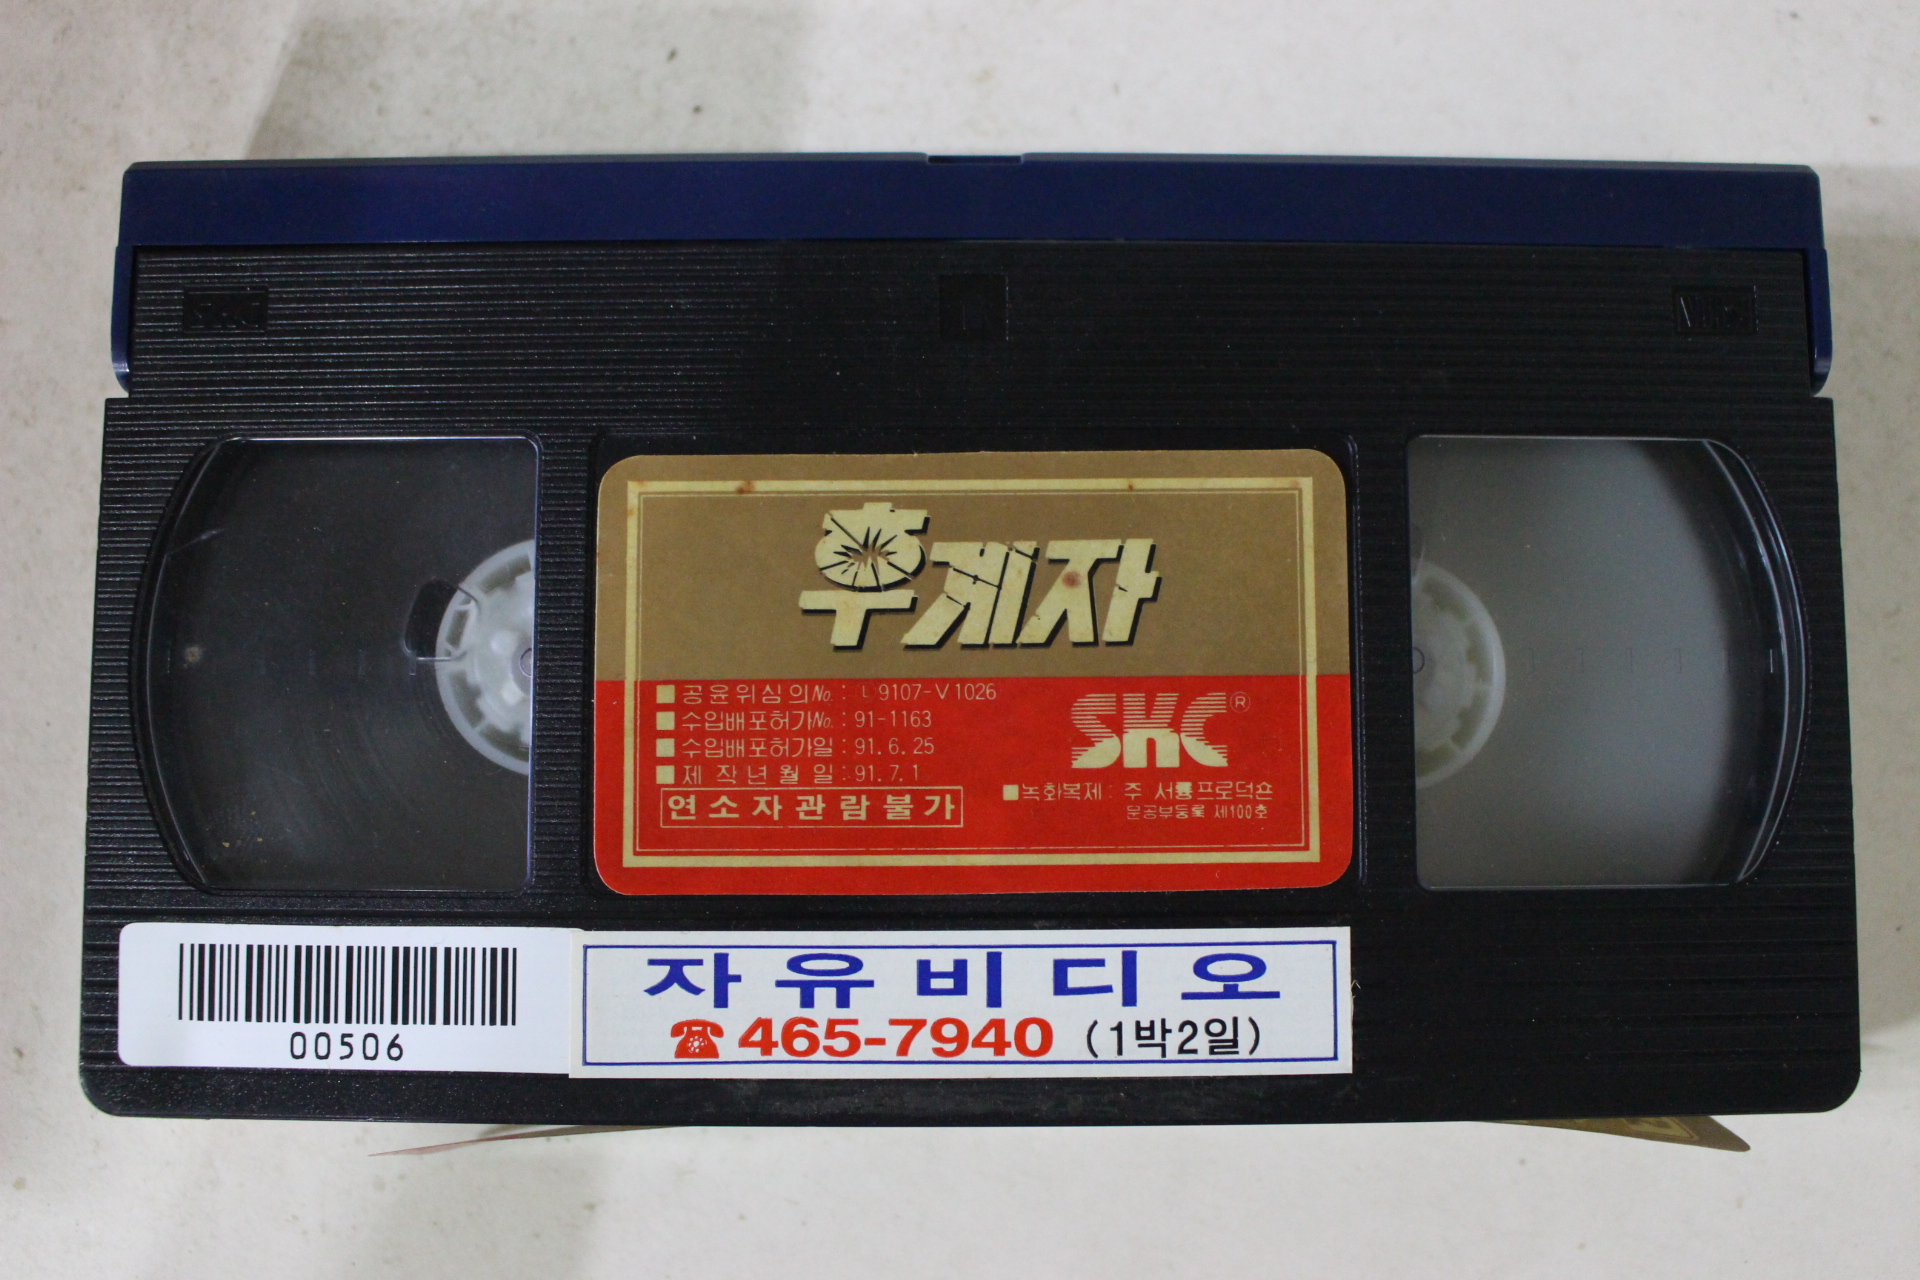 SKC
VHS
후계자
■공윤위심의No. : ㄴ9107-V1026
■수입배포허가No. : 91-1163
■수입배포허가일 : 91. 6. 25
■제작년월일 : 91. 7. 1
연소자관람불가
SKC®
■녹화복제 : 주 서륭프로덕숀
문공부등록 제100호
00506
자유비디오
☎465-7940 (1박2일)